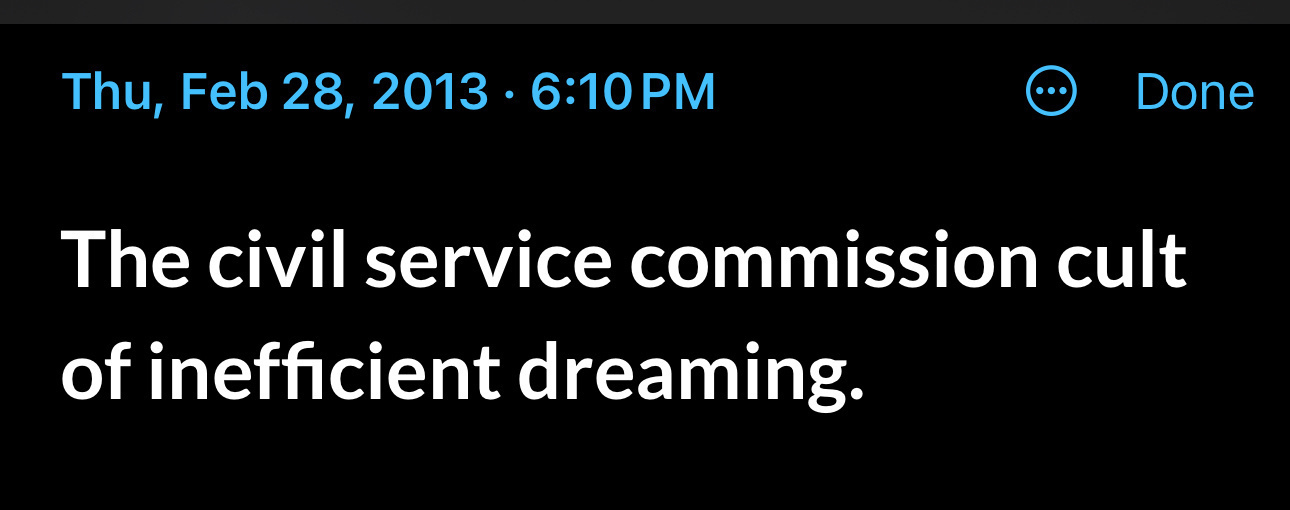 Thu, Feb 28, 2013 · 6:10 PM
Done
The civil service commission cult
of inefficient dreaming.